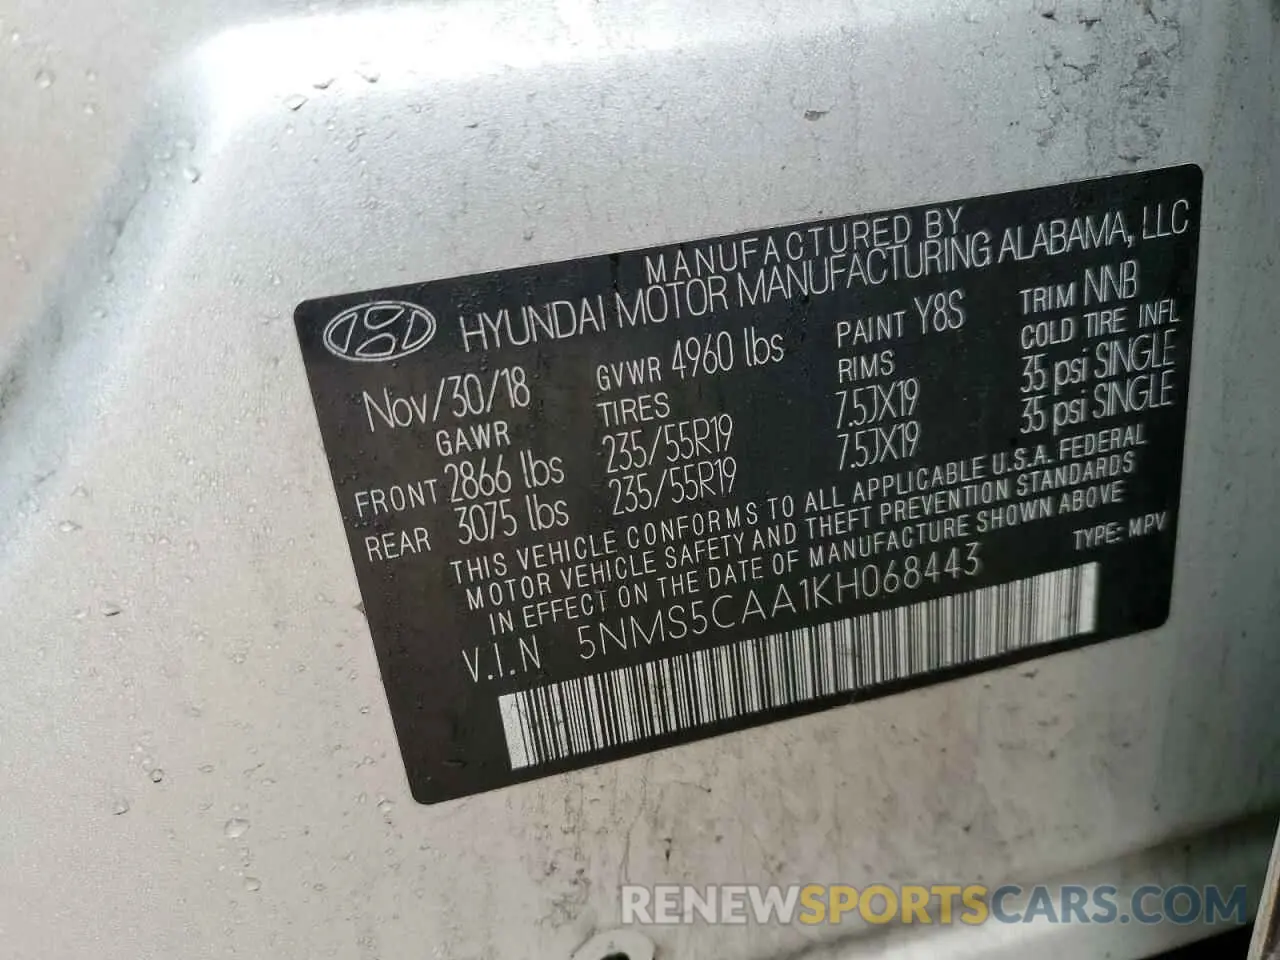 MANUFACTURED BY
HYUNDAI MOTOR MANUFACTURING ALABAMA, LLC
Nov/30/18 GVWR 4960 lbs PAINT Y8S TRIM NNB
GAWR TIRES RIMS COLD TIRE INFL
FRONT 2866 lbs 235/55R19 7.5JX19 35 psi SINGLE
REAR 3075 lbs 235/55R19 7.5JX19 35 psi SINGLE
THIS VEHICLE CONFORMS TO ALL APPLICABLE U.S.A. FEDERAL
MOTOR VEHICLE SAFETY AND THEFT PREVENTION STANDARDS
IN EFFECT ON THE DATE OF MANUFACTURE SHOWN ABOVE
V.I.N 5NMS5CAA1KH068443 TYPE: MPV
RENEWSPORTSCARS.COM